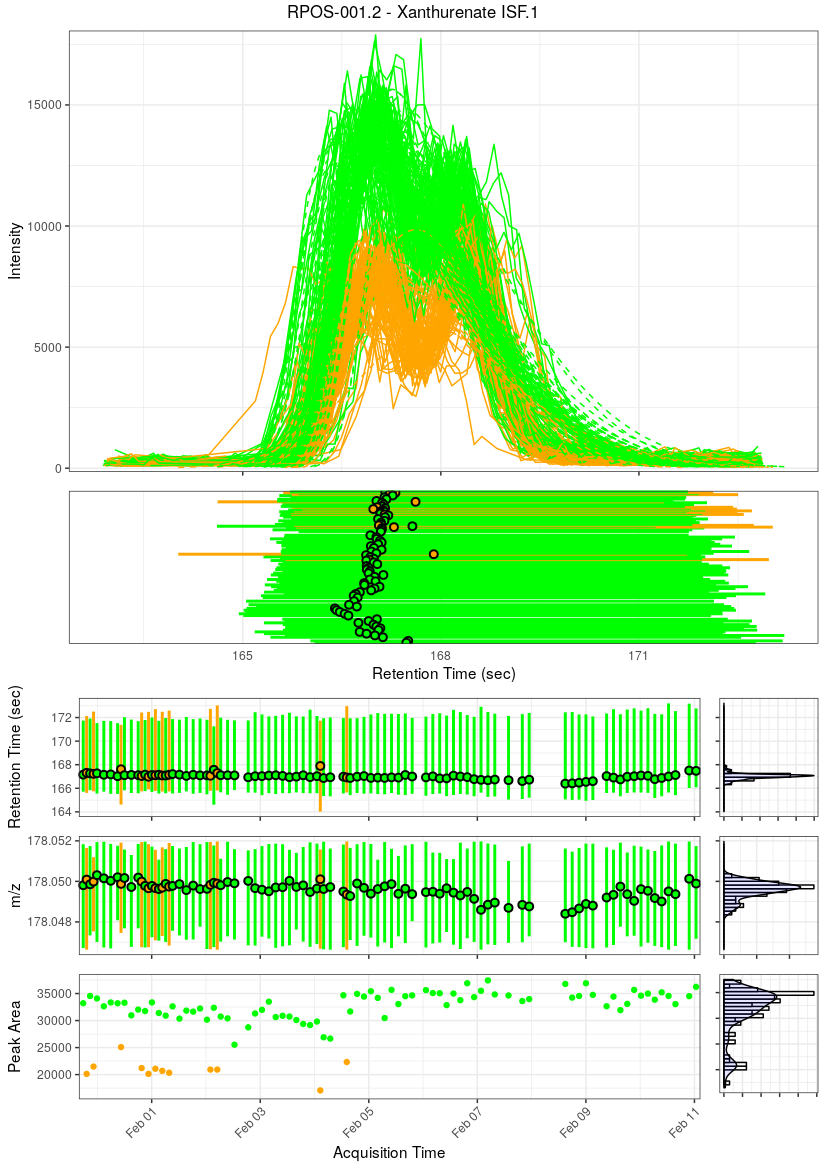 RPOS-001.2 - Xanthurenate ISF.1
15000
10000
5000
0
Intensity
165
168
171
Retention Time (sec)
172
170
168
166
164
Retention Time (sec)
178.052
178.050
178.048
m/z
35000
30000
25000
20000
Peak Area
Feb 01
Feb 03
Feb 05
Feb 07
Feb 09
Feb 11
Acquisition Time